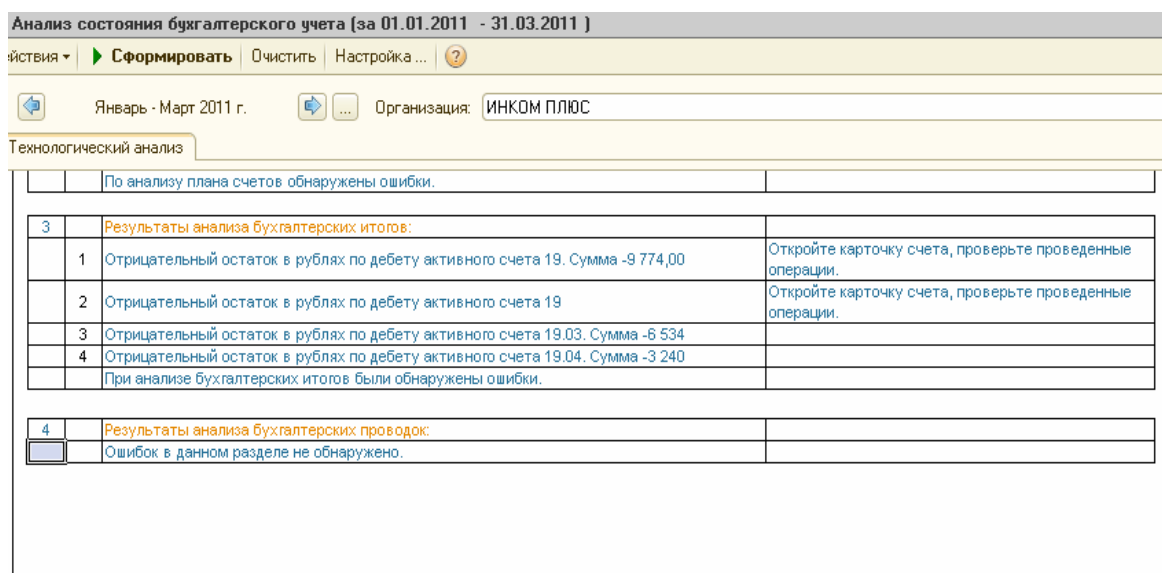 Анализ состояния бухгалтерского учета (за 01.01.2011 - 31.03.2011 )
йствия Сформировать Очистить Настройка ... ?
Январь - Март 2011 г. ... Организация: ИНКОМ ПЛЮС
Технологический анализ
По анализу плана счетов обнаружены ошибки.
3 Результаты анализа бухгалтерских итогов:
1 Отрицательный остаток в рублях по дебету активного счета 19. Сумма -9 774,00 Откройте карточку счета, проверьте проведенные
операции.
2 Отрицательный остаток в рублях по дебету активного счета 19 Откройте карточку счета, проверьте проведенные
операции.
3 Отрицательный остаток в рублях по дебету активного счета 19.03. Сумма -6 534
4 Отрицательный остаток в рублях по дебету активного счета 19.04. Сумма -3 240
При анализе бухгалтерских итогов были обнаружены ошибки.
4 Результаты анализа бухгалтерских проводок:
Ошибок в данном разделе не обнаружено.